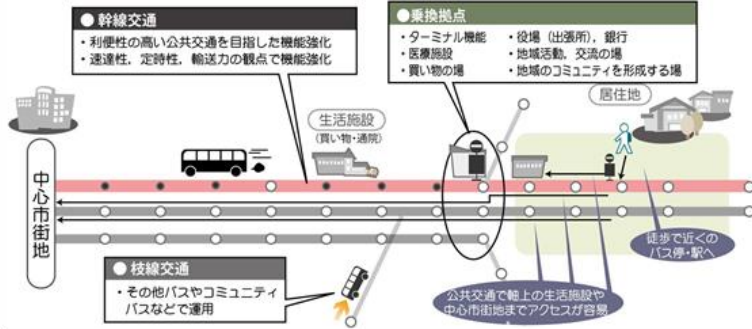 ●幹線交通
・利便性の高い公共交通を目指した機能強化
・速達性，定時性，輸送力の観点で機能強化
●乗換拠点
・ターミナル機能
・医療施設
・買い物の場
・役場（出張所），銀行
・地域活動，交流の場
・地域のコミュニティを形成する場
生活施設
（買い物・通院）
居住地
中心市街地
●枝線交通
・その他バスやコミュニティ
バスなどで運用
徒歩で近くの
バス停・駅へ
公共交通で軸上の生活施設や
中心市街地までアクセスが容易